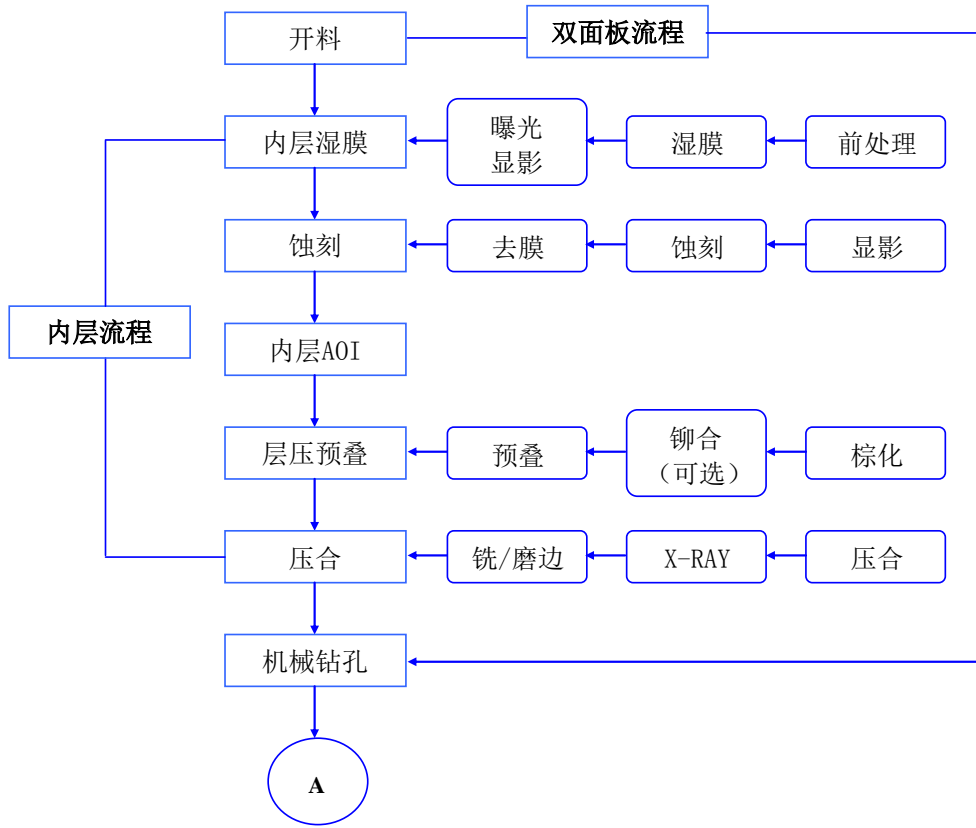 开料
双面板流程
内层湿膜
曝光
显影
湿膜
前处理
蚀刻
去膜
蚀刻
显影
内层流程
内层AOI
层压预叠
预叠
铆合
（可选）
棕化
压合
铣/磨边
X-RAY
压合
机械钻孔
A